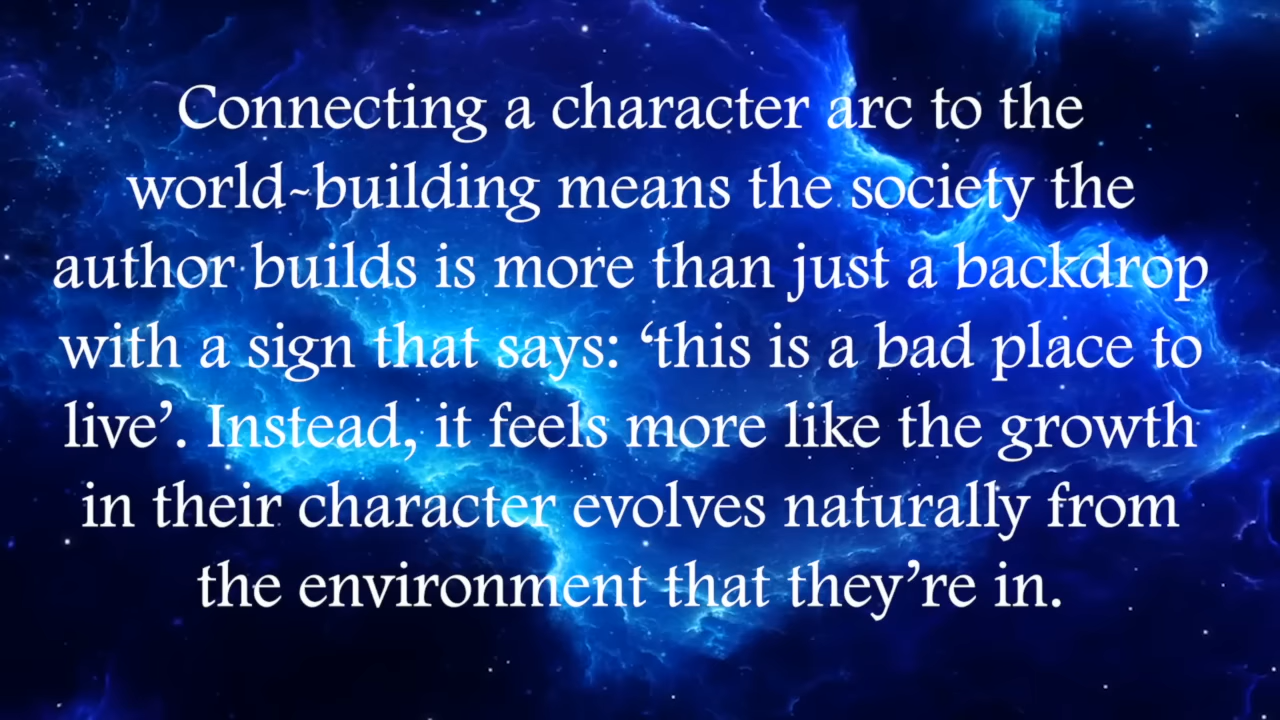 Connecting a character arc to the
world-building means the society the
author builds is more than just a backdrop
with a sign that says: ‘this is a bad place to
live’. Instead, it feels more like the growth
in their character evolves naturally from
the environment that they’re in.